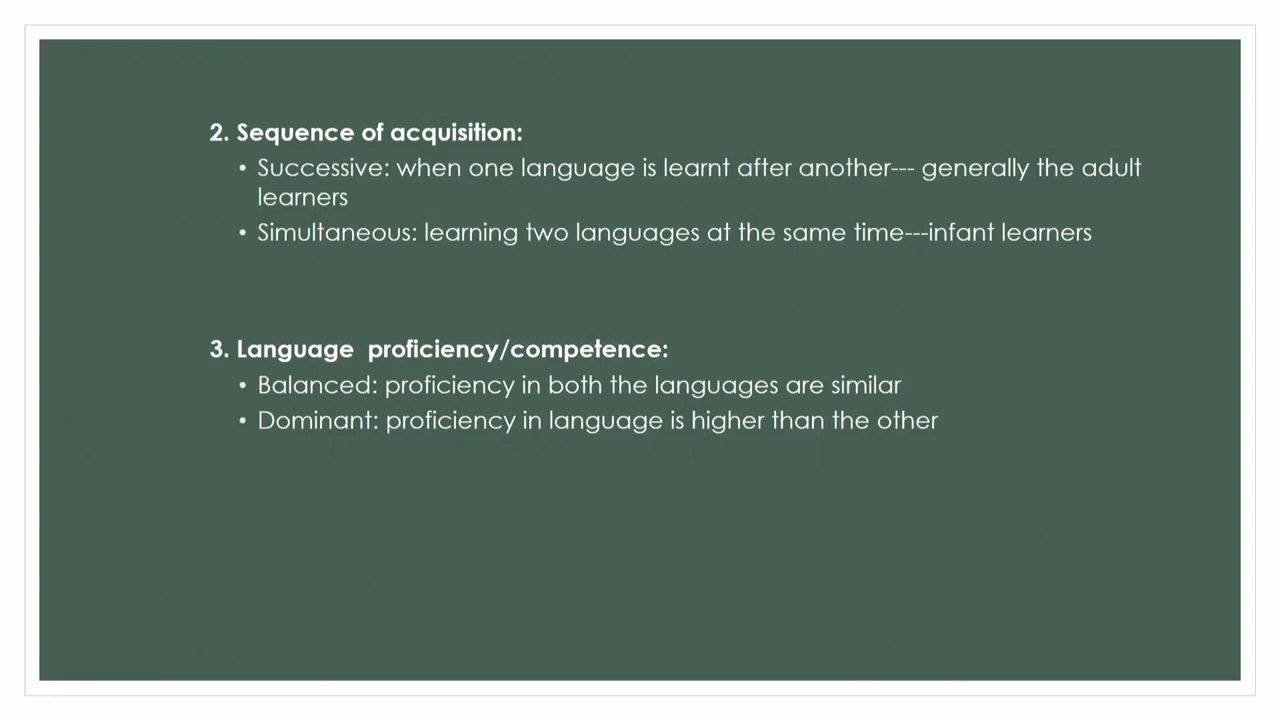 2. Sequence of acquisition:
• Successive: when one language is learnt after another--- generally the adult
learners
• Simultaneous: learning two languages at the same time---infant learners
3. Language  proficiency/competence:
• Balanced: proficiency in both the languages are similar
• Dominant: proficiency in language is higher than the other